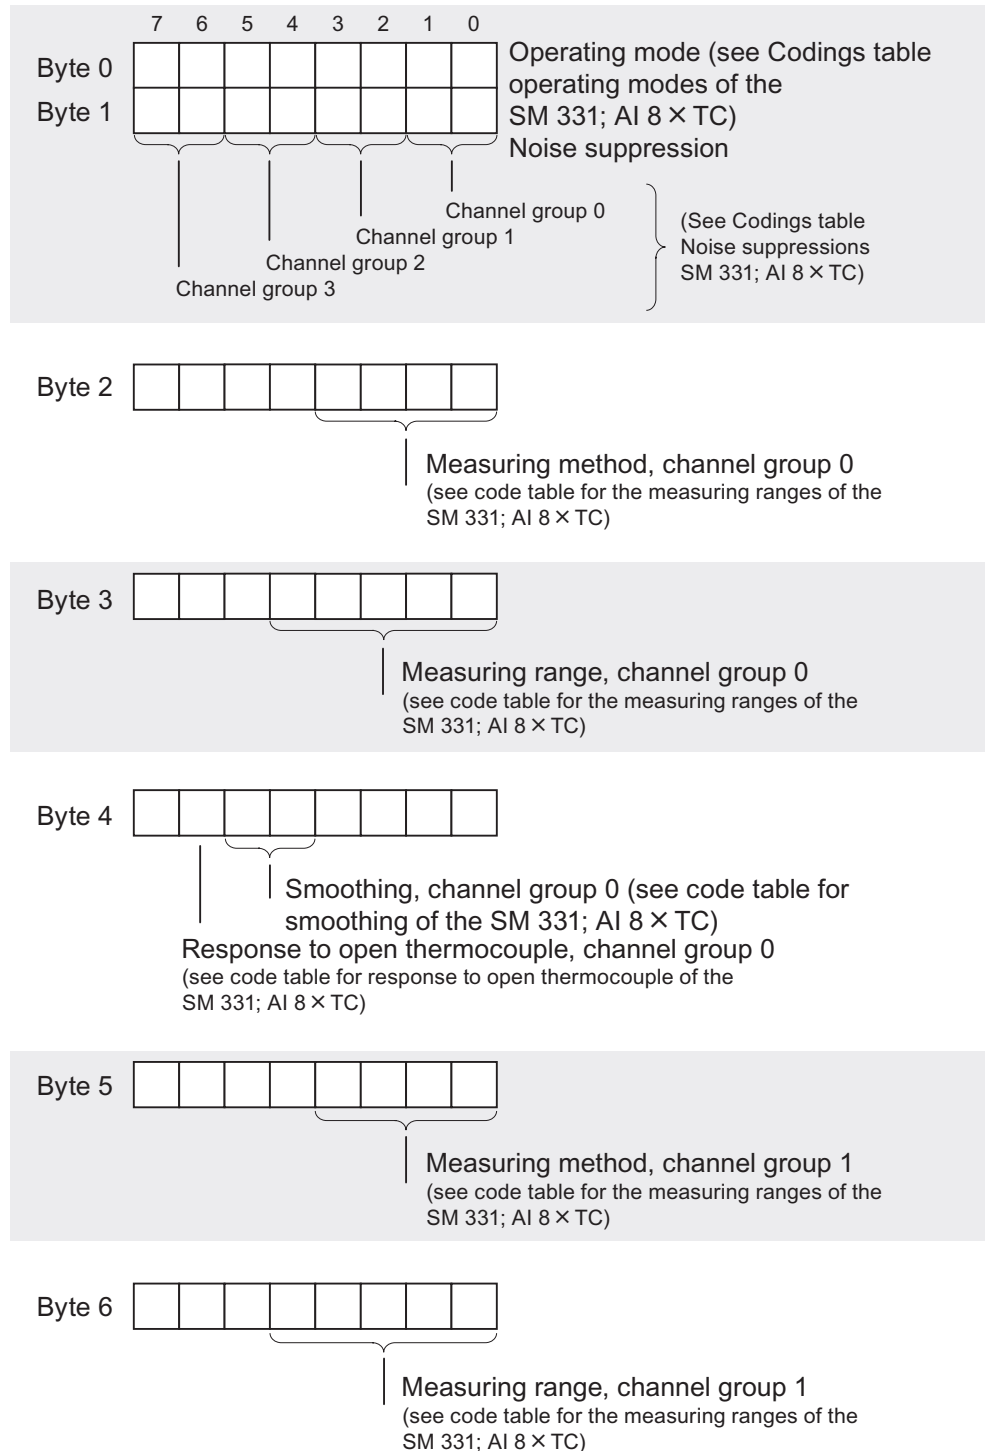 7 6 5 4 3 2 1 0
Byte 0
Byte 1
Operating mode (see Codings table
operating modes of the
SM 331; AI 8 × TC)
Noise suppression
Channel group 0
Channel group 1
Channel group 2
Channel group 3
(See Codings table
Noise suppressions
SM 331; AI 8 × TC)
Byte 2
Measuring method, channel group 0
(see code table for the measuring ranges of the
SM 331; AI 8 × TC)
Byte 3
Measuring range, channel group 0
(see code table for the measuring ranges of the
SM 331; AI 8 × TC)
Byte 4
Smoothing, channel group 0 (see code table for
smoothing of the SM 331; AI 8 × TC)
Response to open thermocouple, channel group 0
(see code table for response to open thermocouple of the
SM 331; AI 8 × TC)
Byte 5
Measuring method, channel group 1
(see code table for the measuring ranges of the
SM 331; AI 8 × TC)
Byte 6
Measuring range, channel group 1
(see code table for the measuring ranges of the
SM 331; AI 8 × TC)